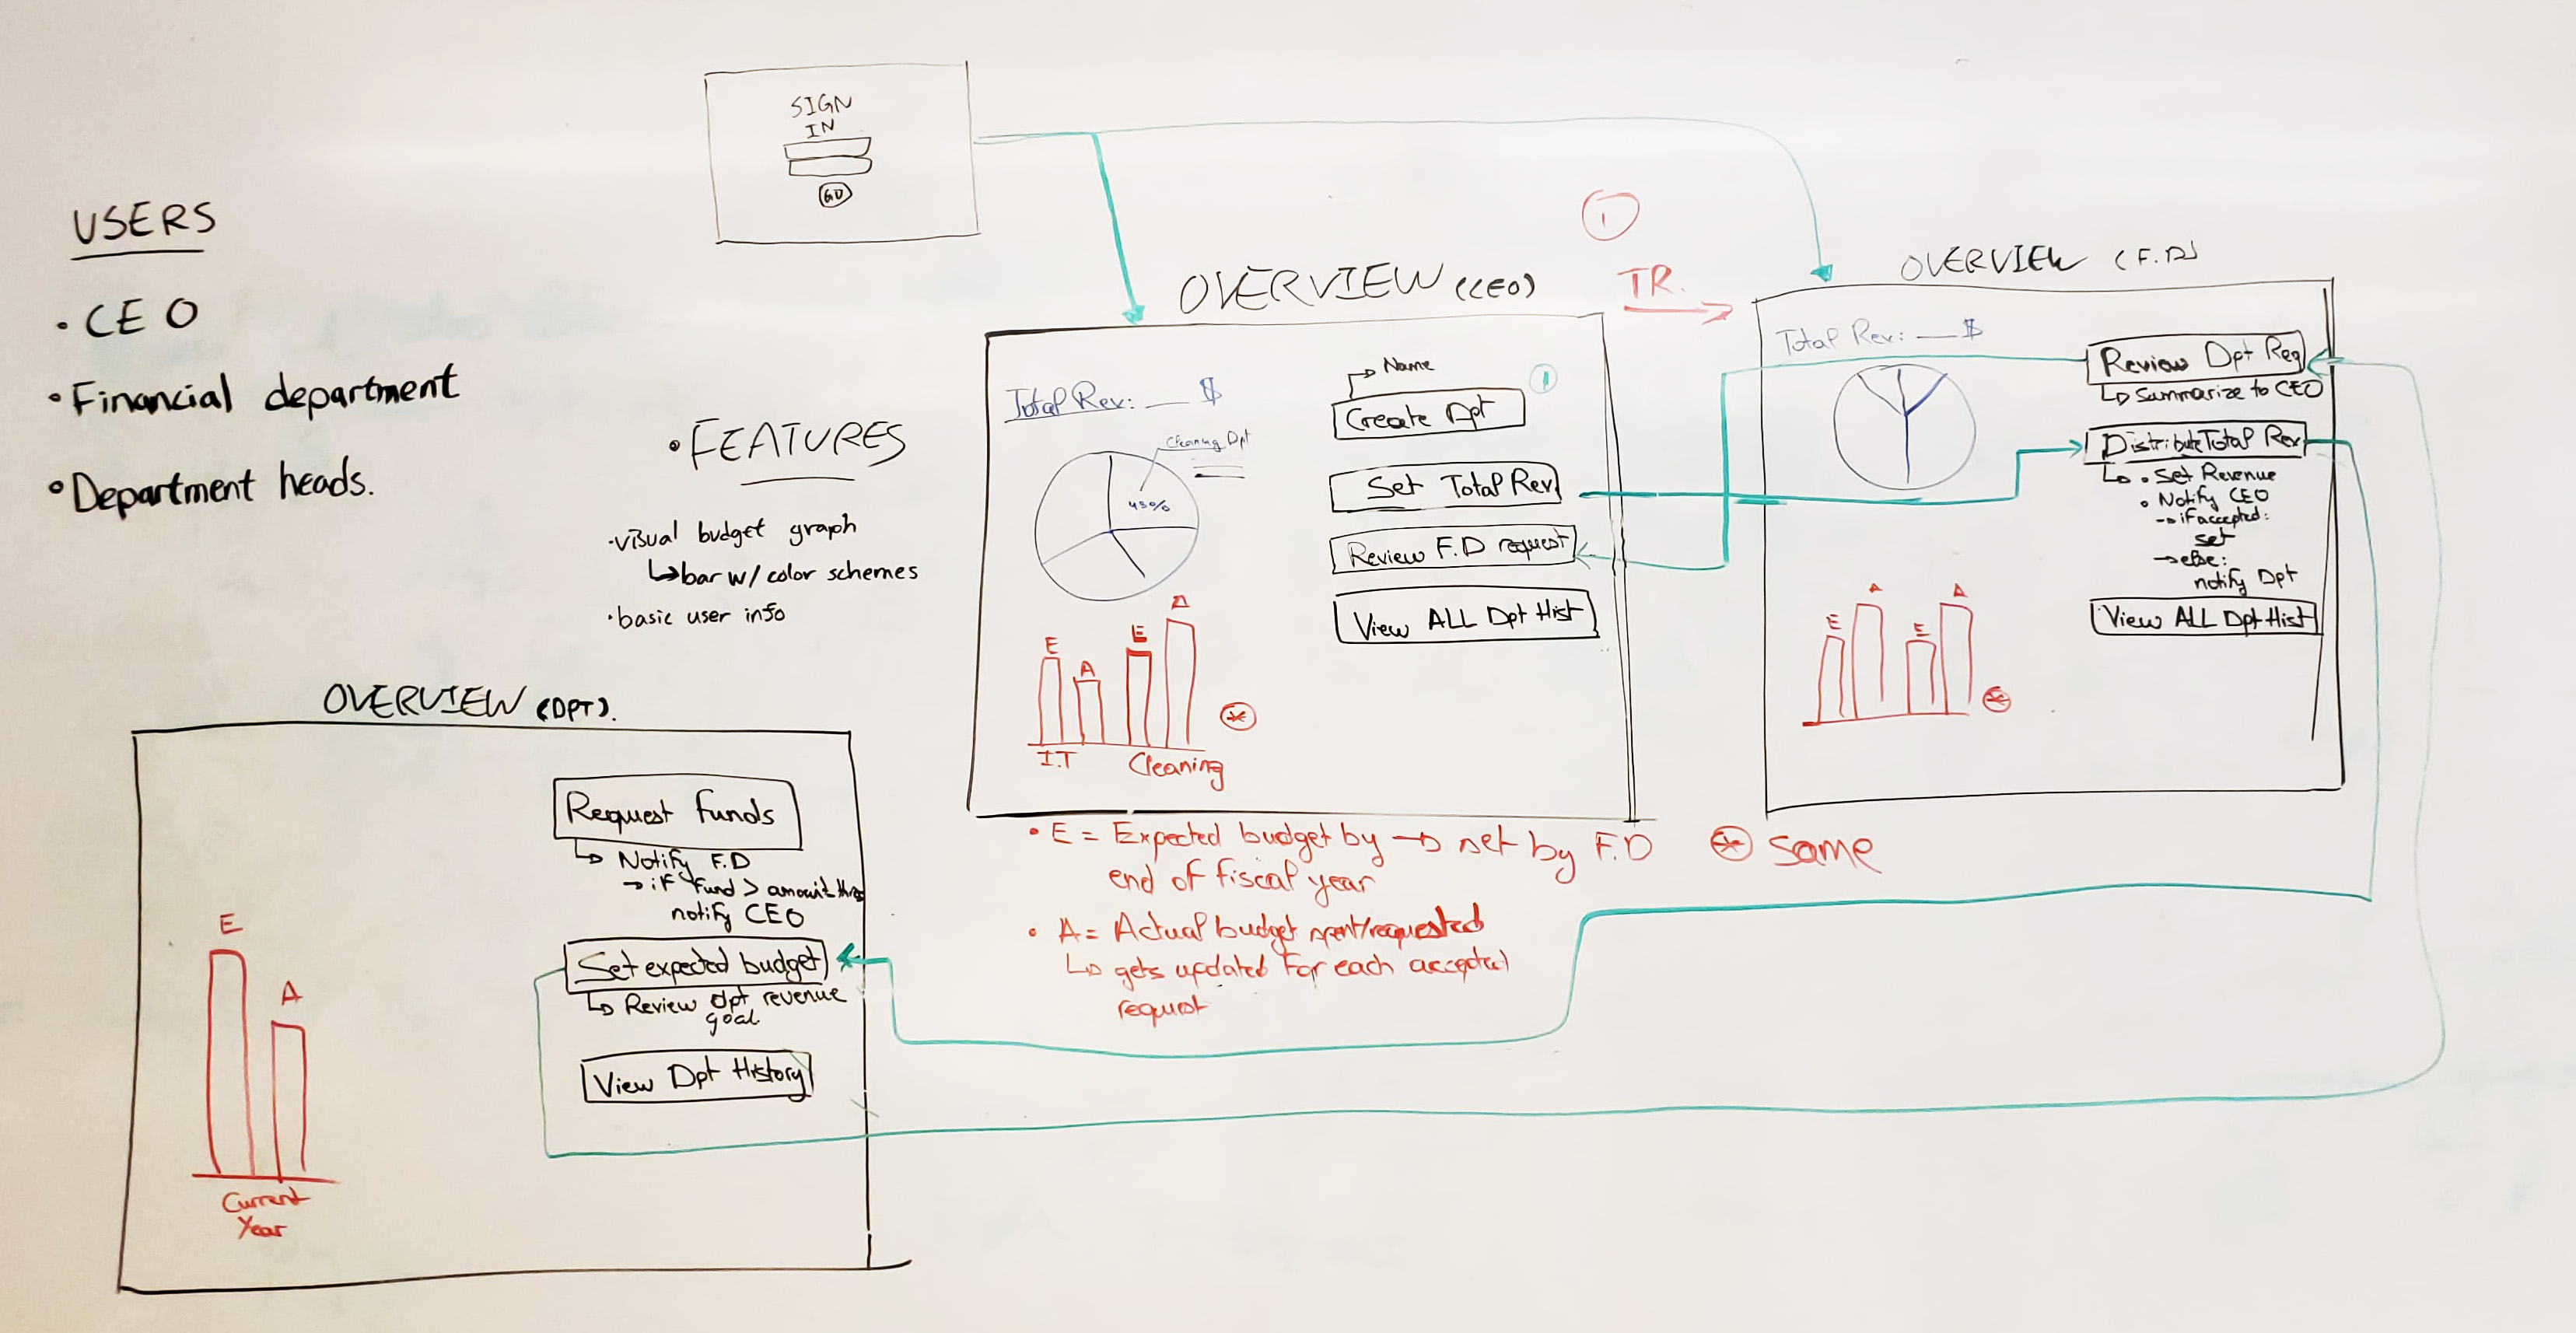 SIGN
IN
GO
USERS
• CEO
• Financial department
• Department heads.
• FEATURES
• visual budget graph
↳ bar w/ color schemes
• basic user info
OVERVIEW (CEO)
Total Rev: __ $
Cleaning Dpt
45%
E
A
E
A
I.T
Cleaning
→ Name
1
Create Dpt
Set Total Rev
Review F.D request
View ALL Dpt Hist
1
TR.
OVERVIEW (F.D)
Total Rev: __ $
E
A
E
A
Review Dpt Req
↳ Summarize to CEO
Distribute Total Rev
↳ • Set Revenue
• Notify CEO
→ if accepted:
set
→ else:
notify Dpt
View ALL Dpt Hist
• E = Expected budget by → set by F.D
end of fiscal year
* same
• A = Actual budget spent/requested
↳ gets updated for each accepted
request
OVERVIEW (DPT).
E
A
Current
Year
Request funds
↳ Notify F.D
→ if fund > amount
notify CEO
Set expected budget
↳ Review dpt revenue
goal
View Dpt History